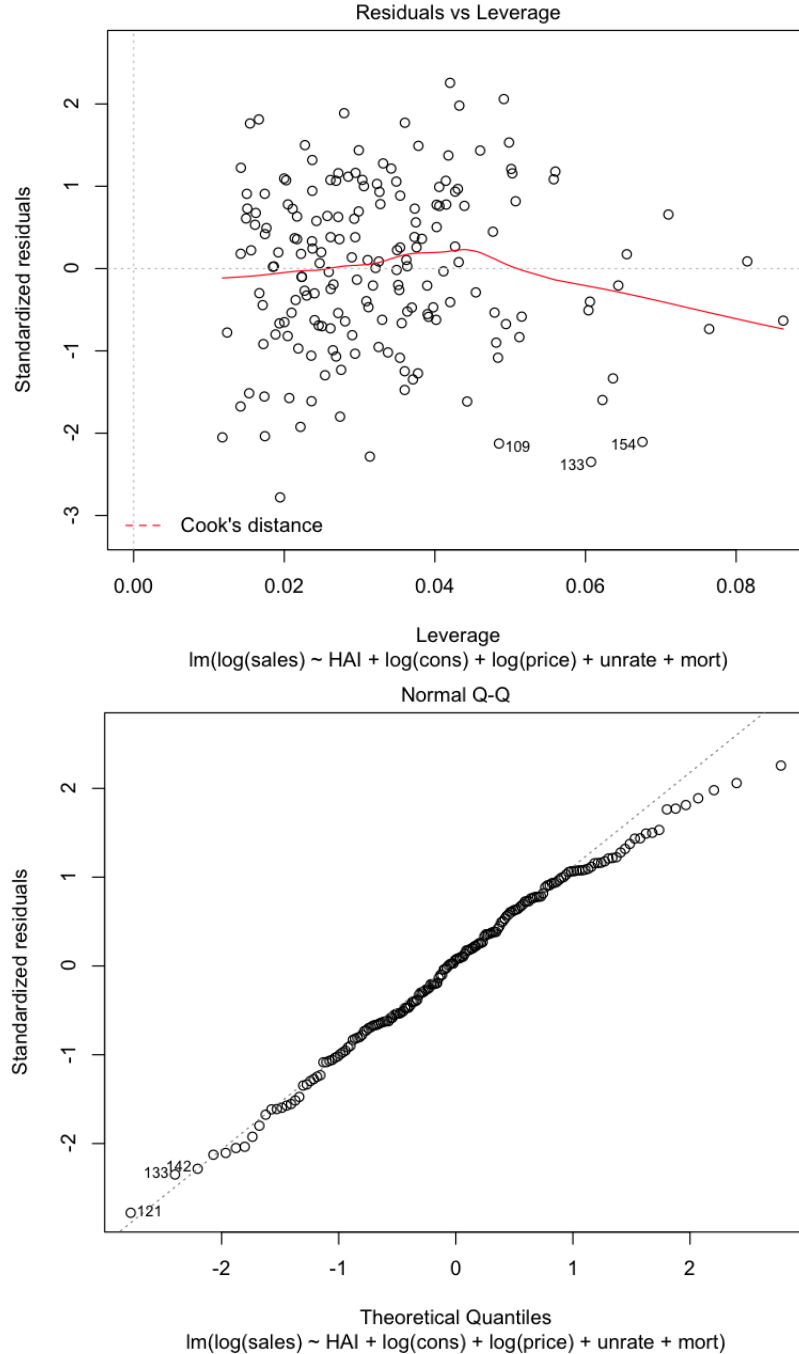 Residuals vs Leverage
Standardized residuals
2
1
0
-1
-2
-3
109
154
133
Cook's distance
0.00 0.02 0.04 0.06 0.08
Leverage
lm(log(sales) ~ HAI + log(cons) + log(price) + unrate + mort)
Normal Q-Q
Standardized residuals
2
1
0
-1
-2
142
133
121
-2 -1 0 1 2
Theoretical Quantiles
lm(log(sales) ~ HAI + log(cons) + log(price) + unrate + mort)